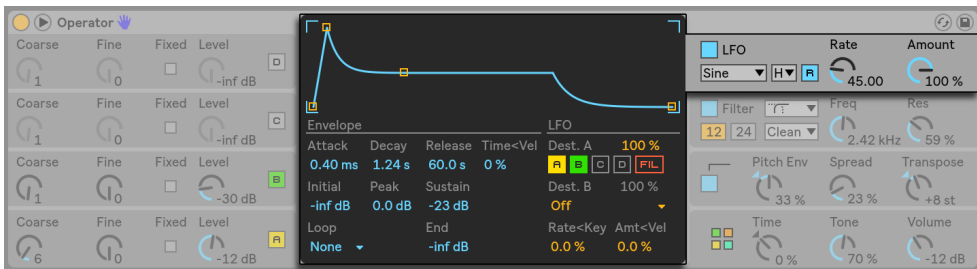 Operator
Coarse Fine Fixed Level
1 0 -inf dB D
Coarse Fine Fixed Level
1 0 -inf dB C
Coarse Fine Fixed Level
1 0 -30 dB B
Coarse Fine Fixed Level
6 0 -12 dB A
Envelope
Attack Decay Release Time<Vel
0.40 ms 1.24 s 60.0 s 0 %
Initial Peak Sustain
-inf dB 0.0 dB -23 dB
Loop End
None -inf dB
LFO
Dest. A 100 %
A B C D FIL
Dest. B 100 %
Off
Rate<Key Amt<Vel
0.0 % 0.0 %
LFO Rate Amount
Sine H R 45.00 100 %
Filter Freq Res
12 24 Clean 2.42 kHz 59 %
Pitch Env Spread Transpose
33 % 23 % +8 st
Time Tone Volume
0 % 70 % -12 dB